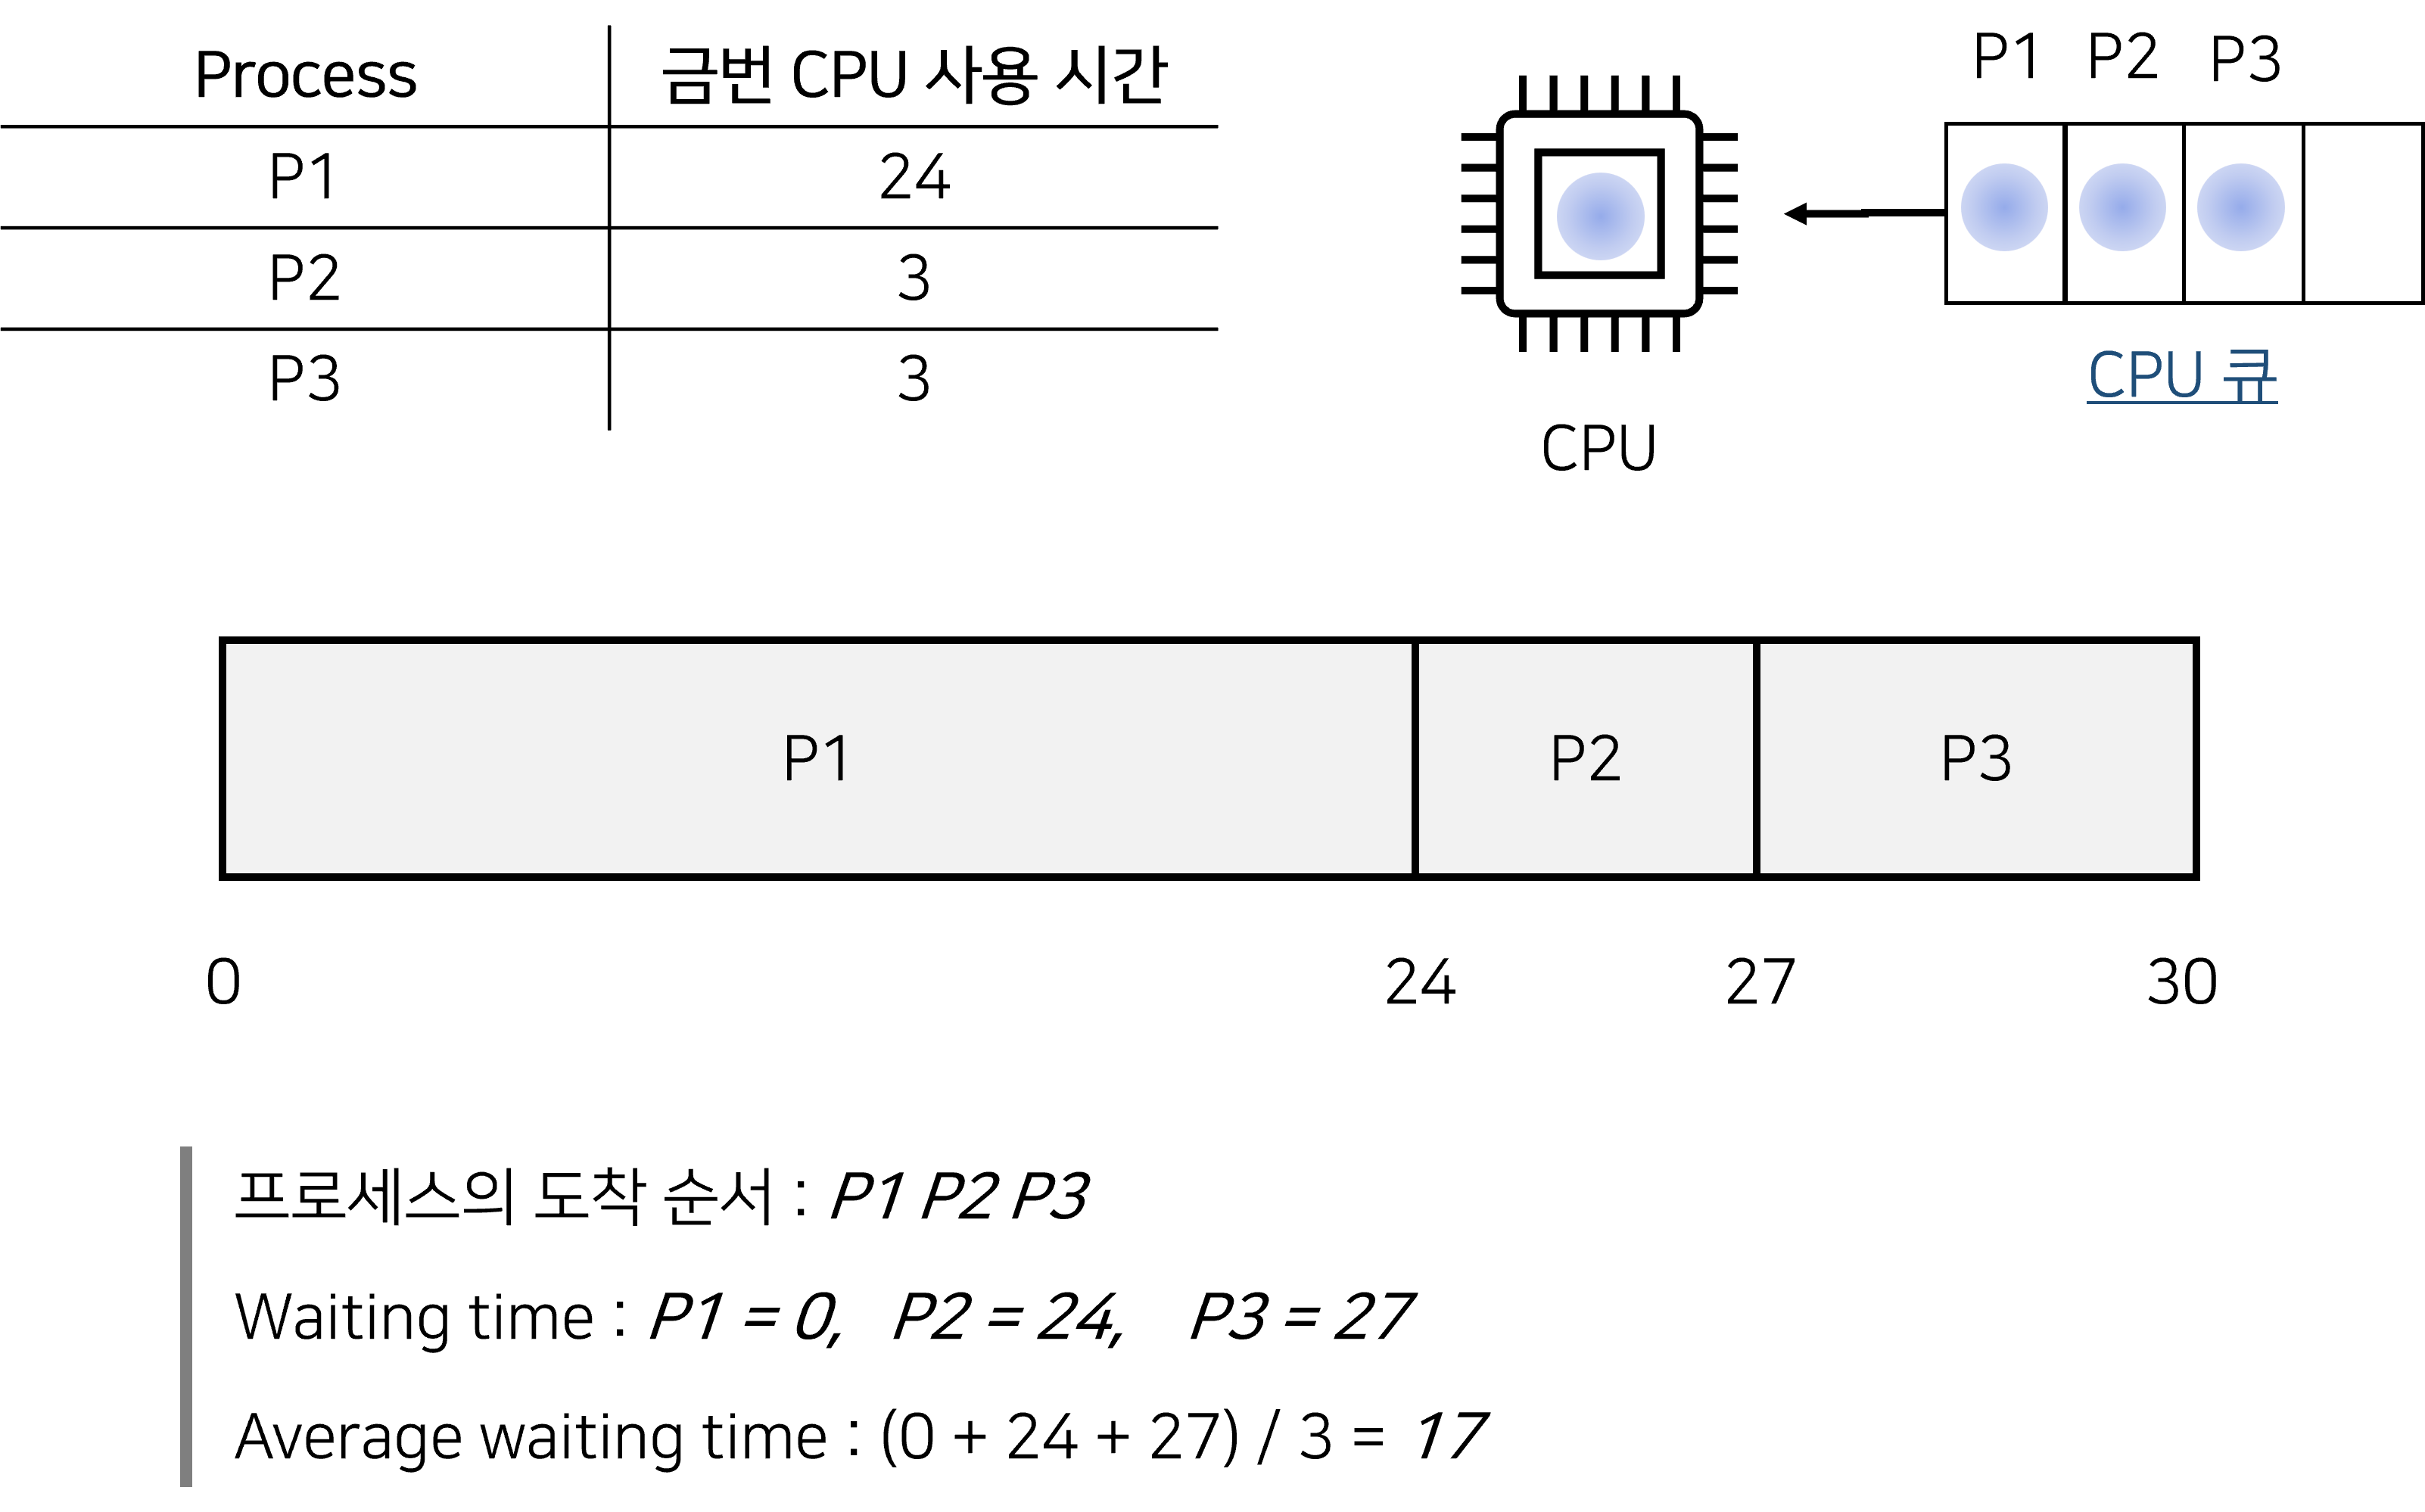 Process 금번 CPU 사용 시간
P1 24
P2 3
P3 3
P1 P2 P3
CPU 큐
CPU
P1 P2 P3
0 24 27 30
프로세스의 도착 순서 : P1 P2 P3
Waiting time : P1 = 0, P2 = 24, P3 = 27
Average waiting time : (0 + 24 + 27) / 3 = 17